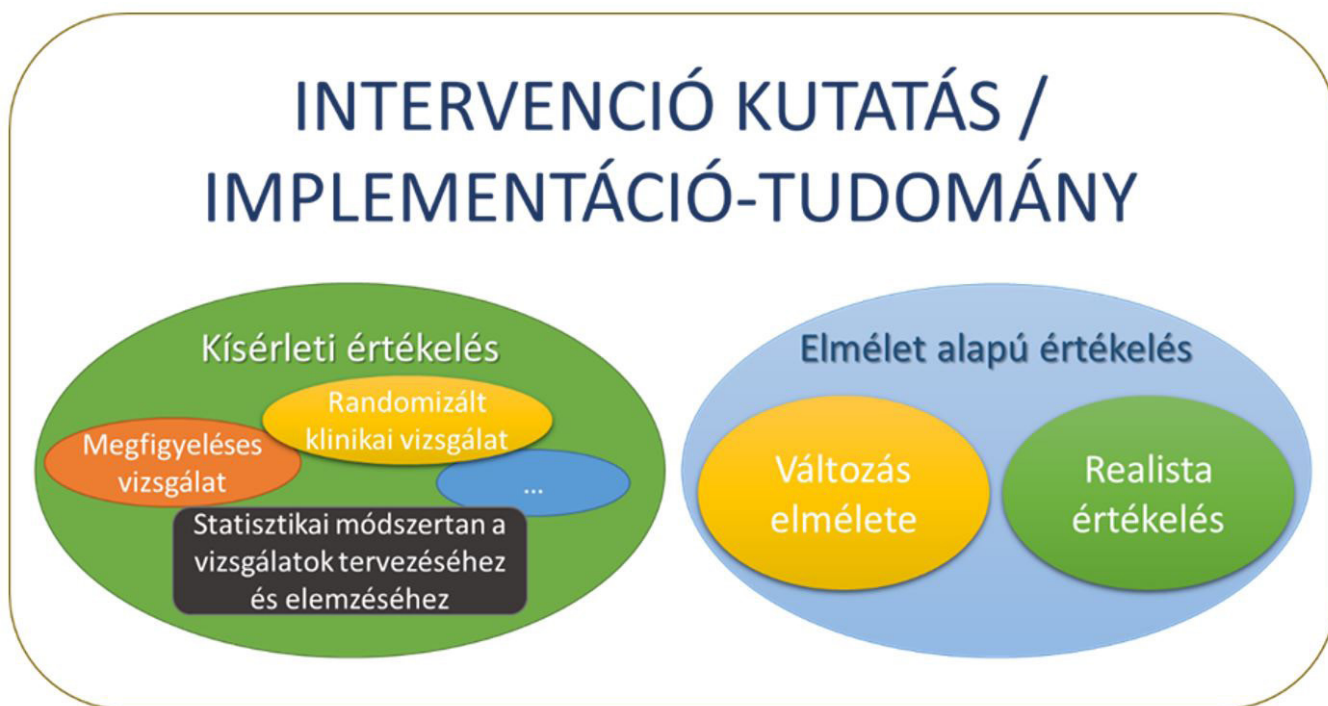 INTERVENCIÓ KUTATÁS /
IMPLEMENTÁCIÓ-TUDOMÁNY
Kísérleti értékelés
Randomizált
klinikai vizsgálat
Megfigyeléses
vizsgálat
...
Statisztikai módszertan a
vizsgálatok tervezéséhez
és elemzéséhez
Elmélet alapú értékelés
Változás
elmélete
Realista
értékelés